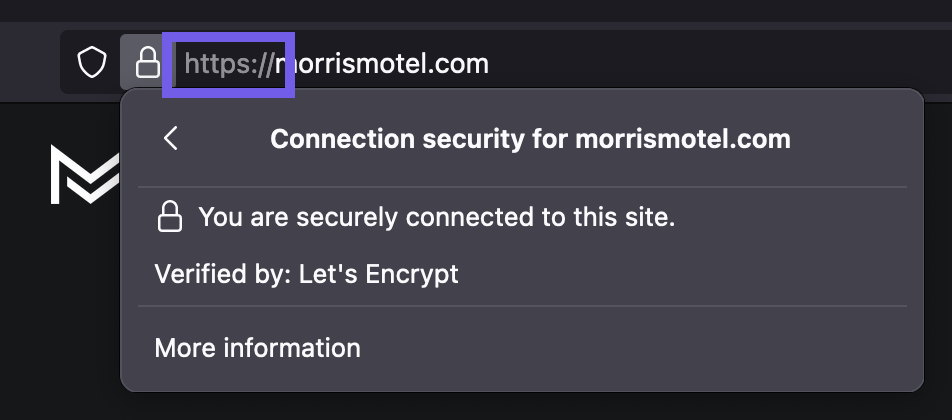 https://morrismotel.com
Connection security for morrismotel.com
You are securely connected to this site.
Verified by: Let's Encrypt
More information